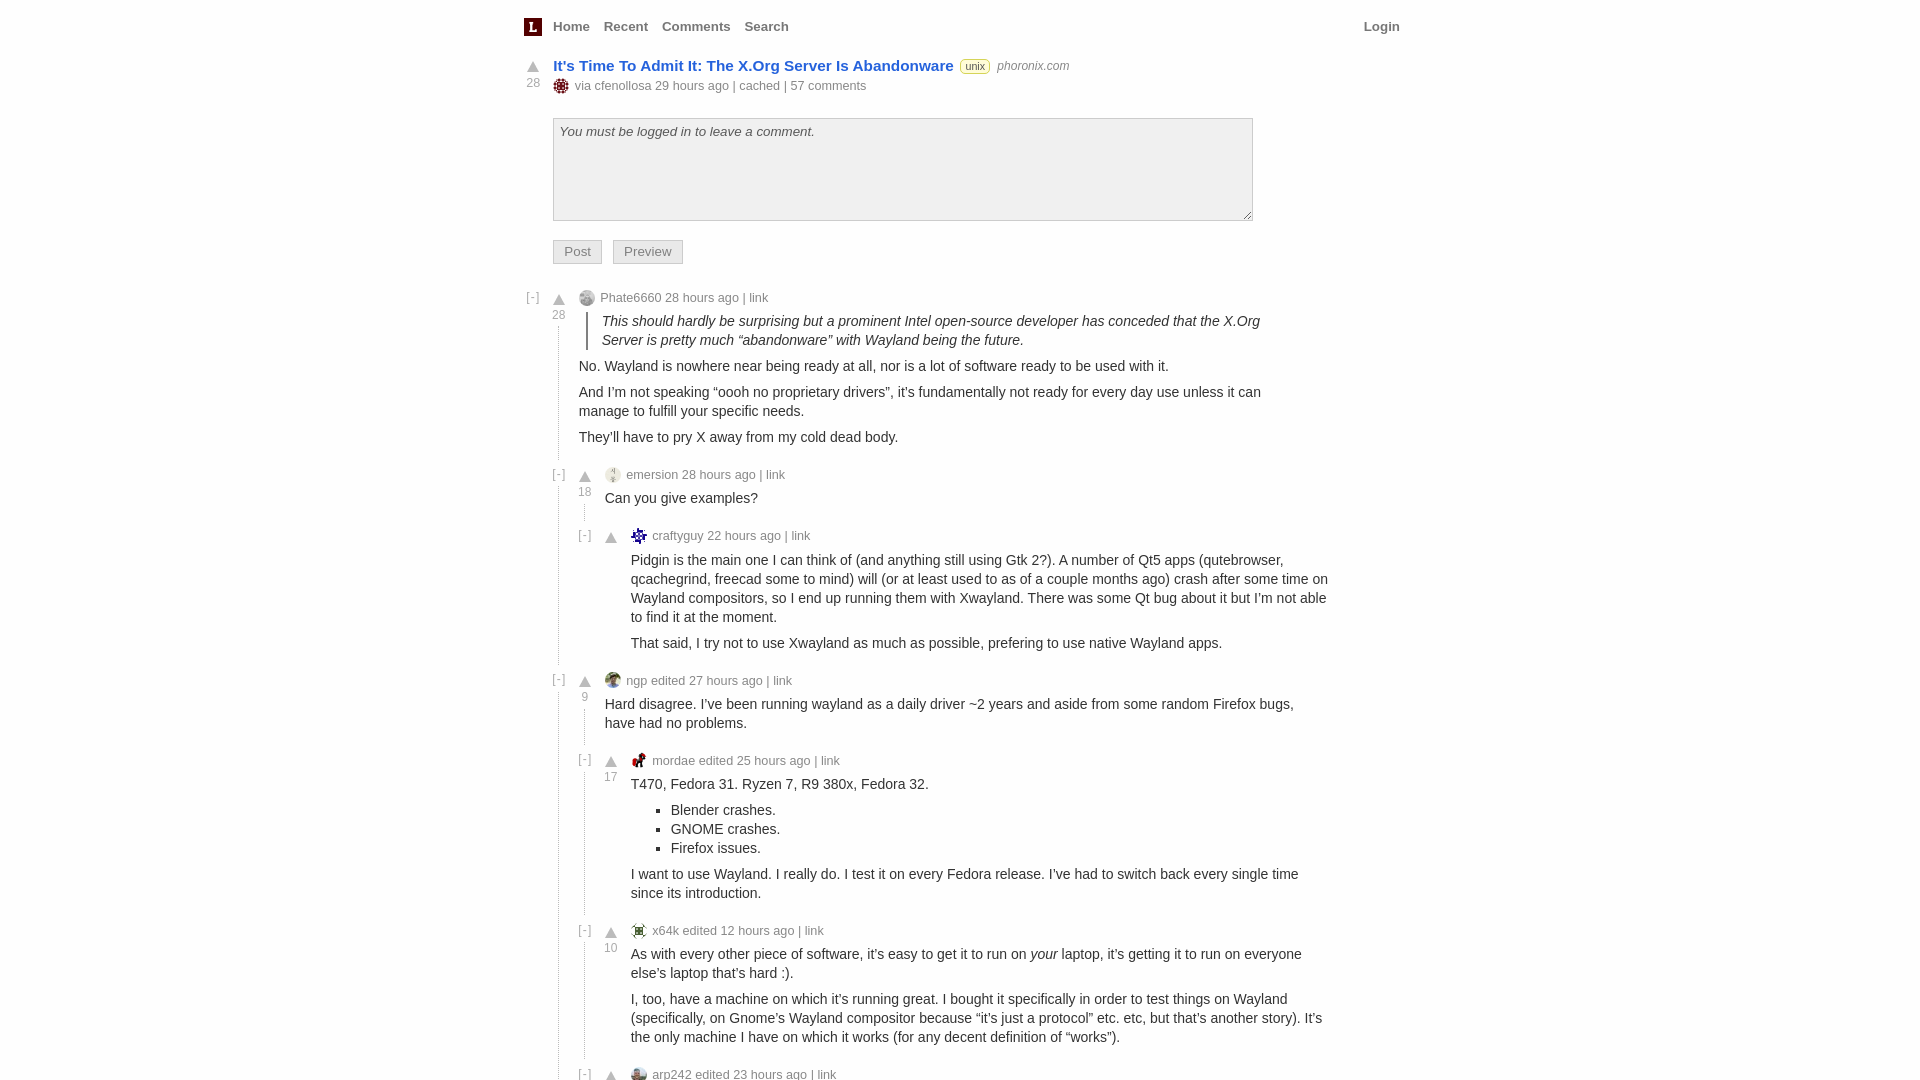 L Home Recent Comments Search Login
It's Time To Admit It: The X.Org Server Is Abandonware unix phoronix.com
28 via cfenollosa 29 hours ago | cached | 57 comments
You must be logged in to leave a comment.
Post Preview
[-] Phate6660 28 hours ago | link
28
This should hardly be surprising but a prominent Intel open-source developer has conceded that the X.Org
Server is pretty much “abandonware” with Wayland being the future.
No. Wayland is nowhere near being ready at all, nor is a lot of software ready to be used with it.
And I’m not speaking “oooh no proprietary drivers”, it’s fundamentally not ready for every day use unless it can
manage to fulfill your specific needs.
They’ll have to pry X away from my cold dead body.
[-] emersion 28 hours ago | link
18
Can you give examples?
[-] craftyguy 22 hours ago | link
Pidgin is the main one I can think of (and anything still using Gtk 2?). A number of Qt5 apps (qutebrowser,
qcachegrind, freecad some to mind) will (or at least used to as of a couple months ago) crash after some time on
Wayland compositors, so I end up running them with Xwayland. There was some Qt bug about it but I’m not able
to find it at the moment.
That said, I try not to use Xwayland as much as possible, prefering to use native Wayland apps.
[-] ngp edited 27 hours ago | link
9
Hard disagree. I’ve been running wayland as a daily driver ~2 years and aside from some random Firefox bugs,
have had no problems.
[-] mordae edited 25 hours ago | link
17
T470, Fedora 31. Ryzen 7, R9 380x, Fedora 32.
Blender crashes.
GNOME crashes.
Firefox issues.
I want to use Wayland. I really do. I test it on every Fedora release. I’ve had to switch back every single time
since its introduction.
[-] x64k edited 12 hours ago | link
10
As with every other piece of software, it’s easy to get it to run on your laptop, it’s getting it to run on everyone
else’s laptop that’s hard :).
I, too, have a machine on which it’s running great. I bought it specifically in order to test things on Wayland
(specifically, on Gnome’s Wayland compositor because “it’s just a protocol” etc. etc, but that’s another story). It’s
the only machine I have on which it works (for any decent definition of “works”).
[-] arp242 edited 23 hours ago | link